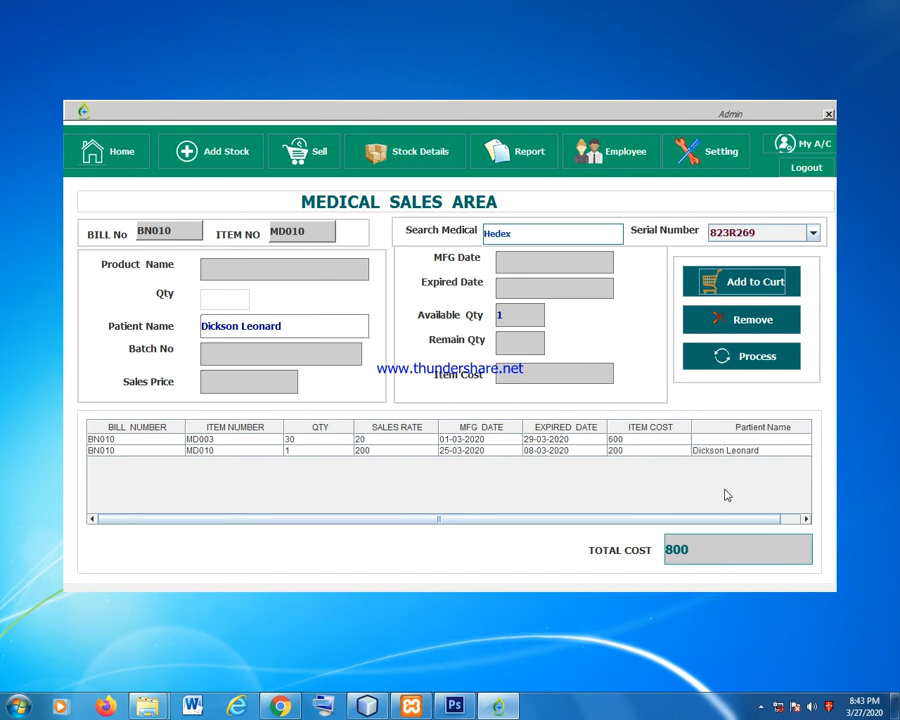 Admin
Home Add Stock Sell Stock Details Report Employee Setting My A/C
Logout
MEDICAL SALES AREA
BILL No BN010 ITEM NO MD010
Search Medical Hedex Serial Number 823R269
Product Name
Qty
Patient Name Dickson Leonard
Batch No
Sales Price
MFG Date
Expired Date
Available Qty 1
Remain Qty
www.thundershare.net
Item Cost
Add to Curt
Remove
Process
BILL NUMBER ITEM NUMBER QTY SALES RATE MFG DATE EXPIRED DATE ITEM COST Partient Name
BN010 MD003 30 20 01-03-2020 29-03-2020 600
BN010 MD010 1 200 25-03-2020 08-03-2020 200 Dickson Leonard
TOTAL COST 800
8:43 PM
3/27/2020